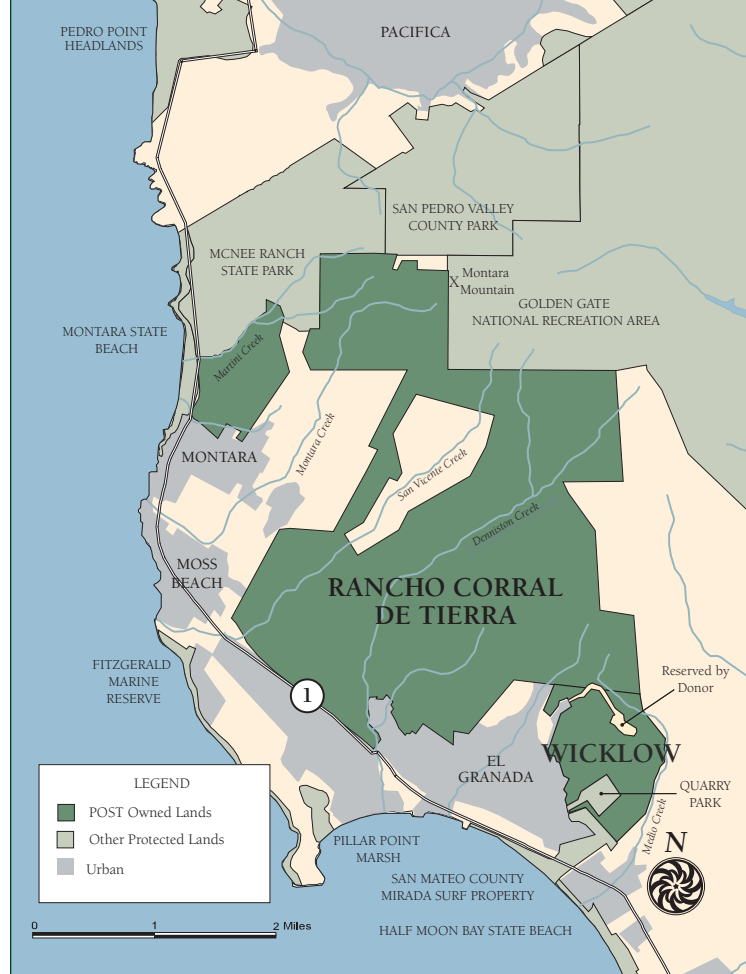 PEDRO POINT
HEADLANDS
PACIFICA
SAN PEDRO VALLEY
COUNTY PARK
MCNEE RANCH
STATE PARK
X Montara
Mountain
GOLDEN GATE
NATIONAL RECREATION AREA
MONTARA STATE
BEACH
Martini Creek
MONTARA
Montara Creek
San Vicente Creek
Denniston Creek
MOSS
BEACH
RANCHO CORRAL
DE TIERRA
FITZGERALD
MARINE
RESERVE
1
Reserved by
Donor
WICKLOW
EL
GRANADA
QUARRY
PARK
Medio Creek
N
LEGEND
POST Owned Lands
Other Protected Lands
Urban
PILLAR POINT
MARSH
SAN MATEO COUNTY
MIRADA SURF PROPERTY
HALF MOON BAY STATE BEACH
0 1 2 Miles